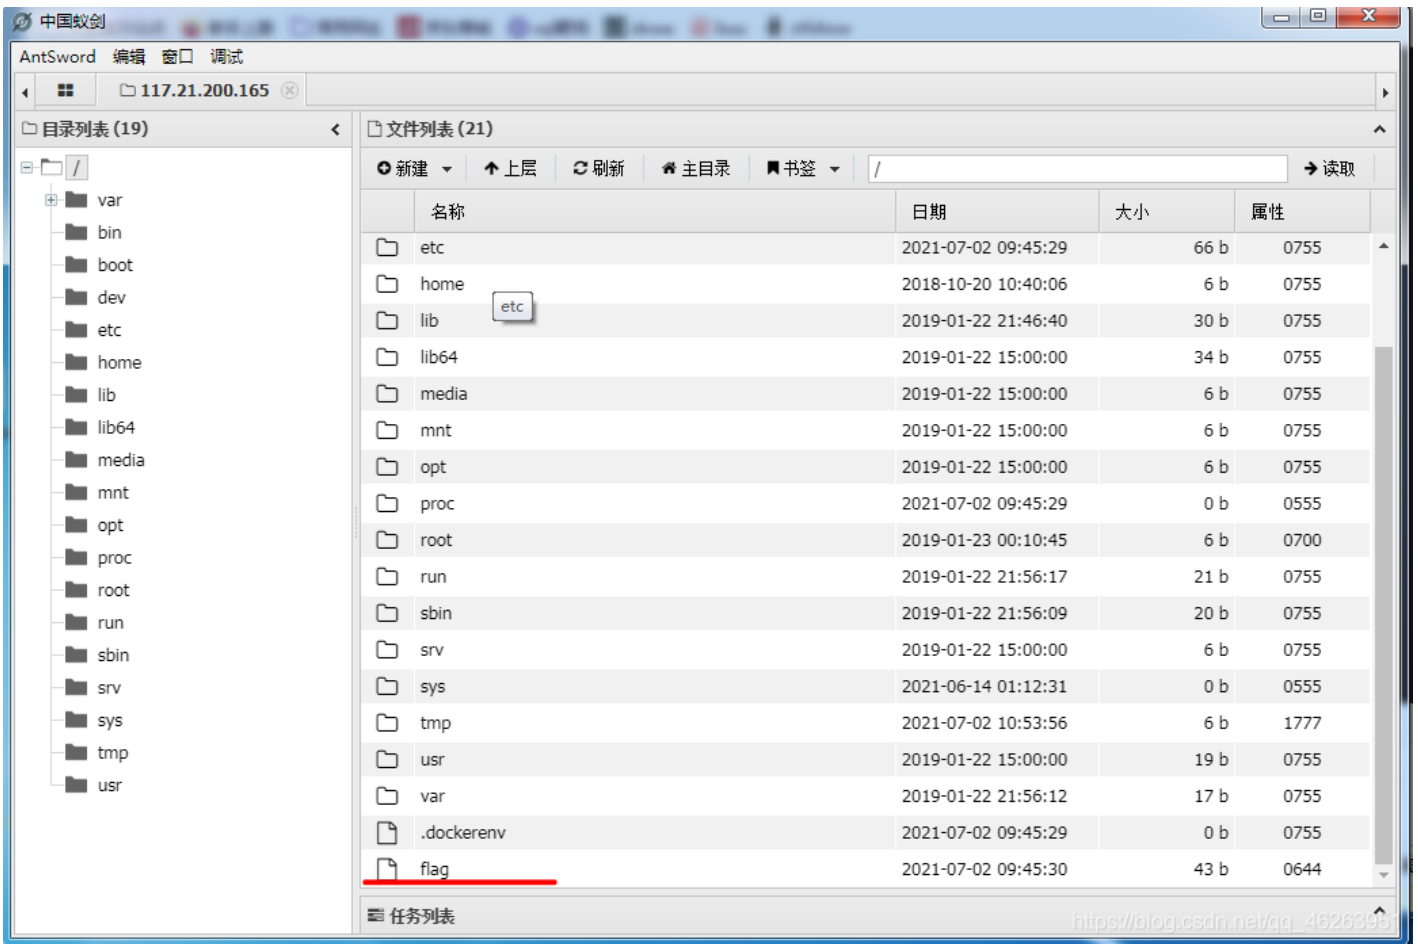 中国蚁剑
AntSword 编辑 窗口 调试
117.21.200.165
目录列表 (19)
/
var
bin
boot
dev
etc
home
lib
lib64
media
mnt
opt
proc
root
run
sbin
srv
sys
tmp
usr
文件列表 (21)
新建 上层 刷新 主目录 书签 / 读取
名称 日期 大小 属性
etc 2021-07-02 09:45:29 66 b 0755
home 2018-10-20 10:40:06 6 b 0755
etc
lib 2019-01-22 21:46:40 30 b 0755
lib64 2019-01-22 15:00:00 34 b 0755
media 2019-01-22 15:00:00 6 b 0755
mnt 2019-01-22 15:00:00 6 b 0755
opt 2019-01-22 15:00:00 6 b 0755
proc 2021-07-02 09:45:29 0 b 0555
root 2019-01-23 00:10:45 6 b 0700
run 2019-01-22 21:56:17 21 b 0755
sbin 2019-01-22 21:56:09 20 b 0755
srv 2019-01-22 15:00:00 6 b 0755
sys 2021-06-14 01:12:31 0 b 0555
tmp 2021-07-02 10:53:56 6 b 1777
usr 2019-01-22 15:00:00 19 b 0755
var 2019-01-22 21:56:12 17 b 0755
.dockerenv 2021-07-02 09:45:29 0 b 0755
flag 2021-07-02 09:45:30 43 b 0644
任务列表
https://blog.csdn.net/qq_46263951